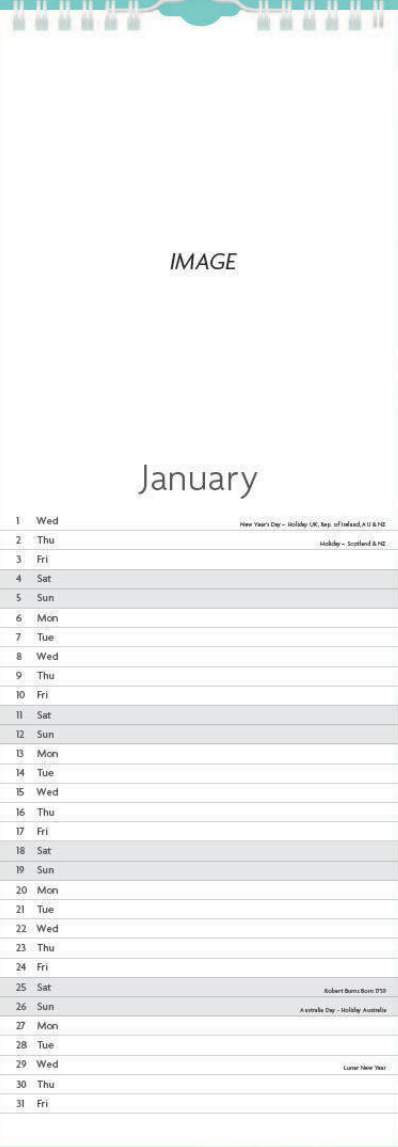 IMAGE
January
1 Wed New Year's Day – Holiday UK, Rep. of Ireland, AU & NZ
2 Thu Holiday – Scotland & NZ
3 Fri
4 Sat
5 Sun
6 Mon
7 Tue
8 Wed
9 Thu
10 Fri
11 Sat
12 Sun
13 Mon
14 Tue
15 Wed
16 Thu
17 Fri
18 Sat
19 Sun
20 Mon
21 Tue
22 Wed
23 Thu
24 Fri
25 Sat Robert Burns Born 1759
26 Sun Australia Day - Holiday Australia
27 Mon
28 Tue
29 Wed Lunar New Year
30 Thu
31 Fri